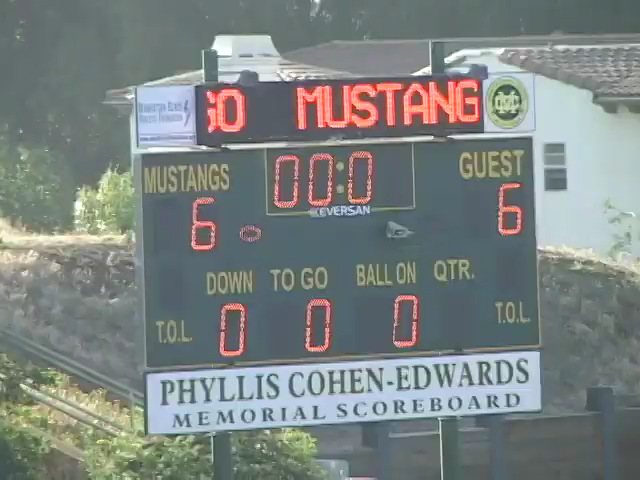 GO MUSTANG
MUSTANGS 00:0 GUEST
6 EVERSAN 6
DOWN TO GO BALL ON QTR.
T.O.L. 0 0 0 T.O.L.
PHYLLIS COHEN-EDWARDS
MEMORIAL SCOREBOARD